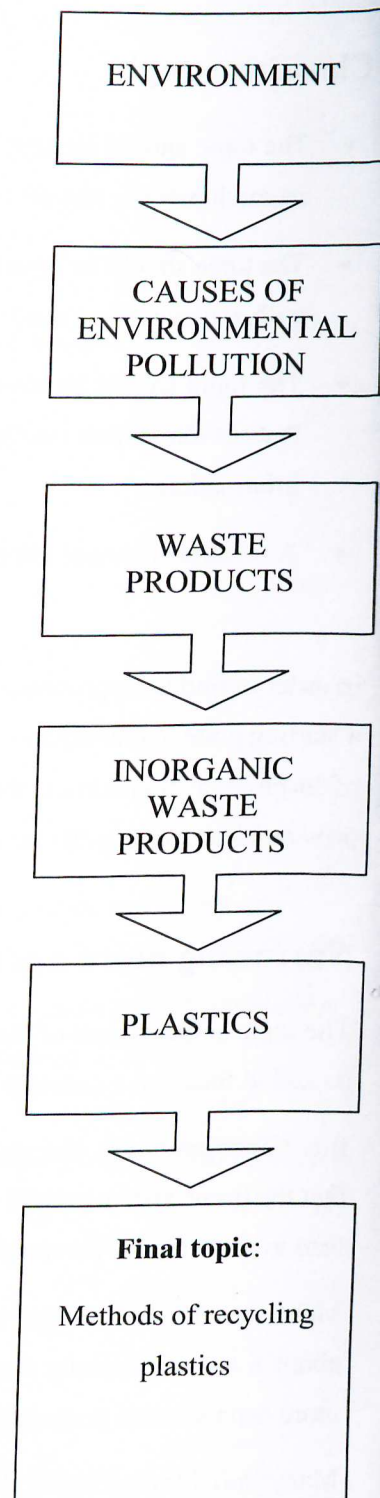 ENVIRONMENT
CAUSES OF
ENVIRONMENTAL
POLLUTION
WASTE
PRODUCTS
INORGANIC
WASTE
PRODUCTS
PLASTICS
Final topic:
Methods of recycling
plastics